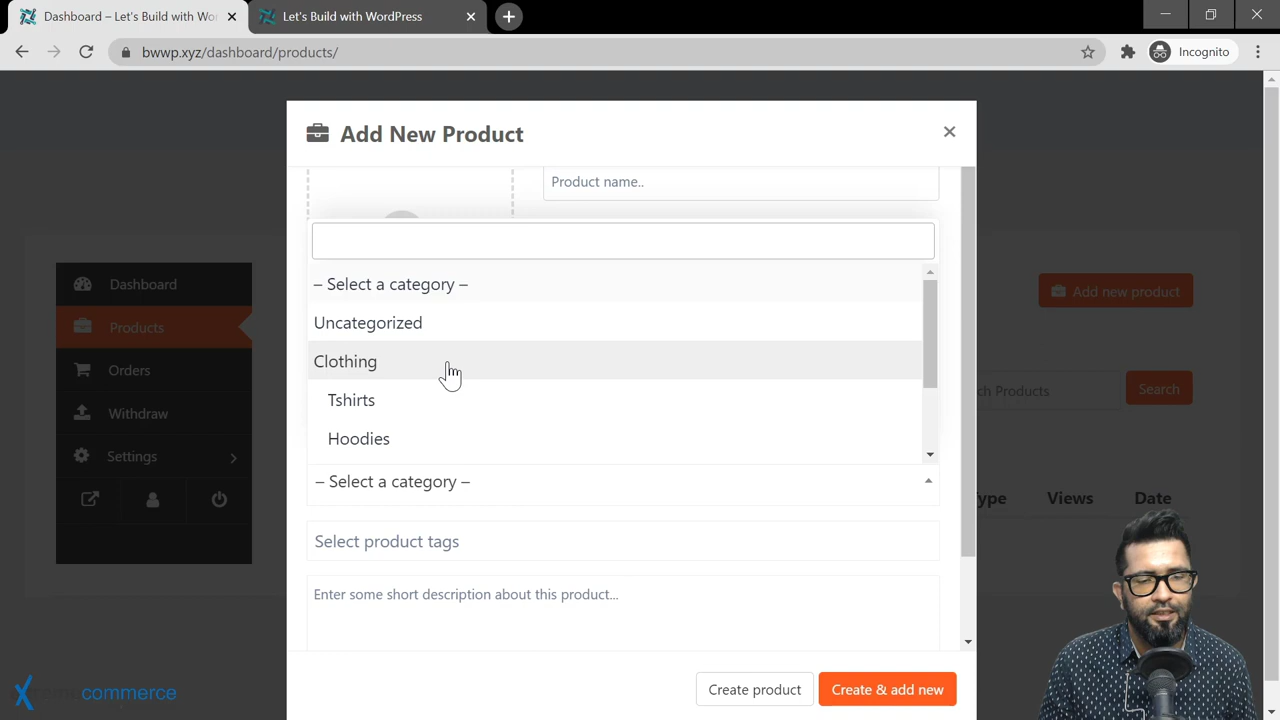 Dashboard – Let's Build with Wor
Let's Build with WordPress
bwwp.xyz/dashboard/products/
Incognito
Add New Product
Product name..
– Select a category –
Uncategorized
Clothing
Tshirts
Hoodies
– Select a category –
Select product tags
Enter some short description about this product...
Create product
Create & add new
Dashboard
Products
Orders
Withdraw
Settings
Add new product
ch Products
Search
ype
Views
Date
commerce